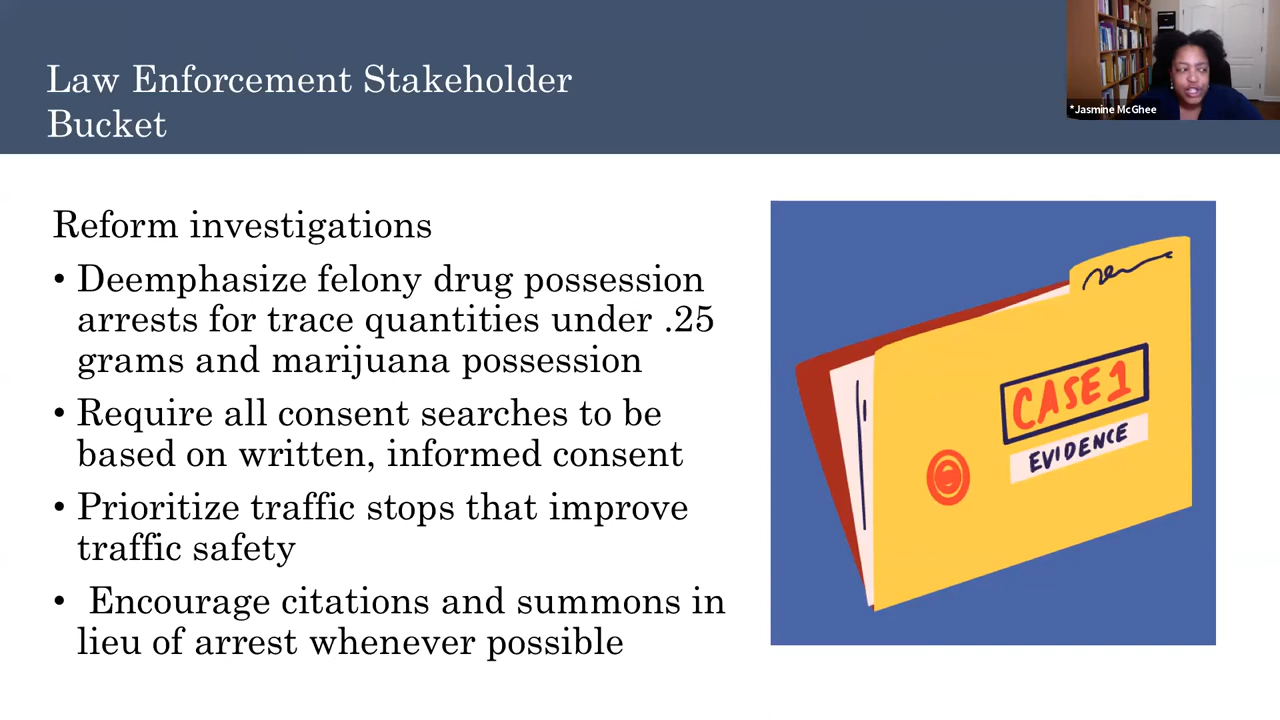 Law Enforcement Stakeholder
Bucket
*Jasmine McGhee
Reform investigations
• Deemphasize felony drug possession
arrests for trace quantities under .25
grams and marijuana possession
• Require all consent searches to be
based on written, informed consent
• Prioritize traffic stops that improve
traffic safety
• Encourage citations and summons in
lieu of arrest whenever possible
CASE 1
EVIDENCE